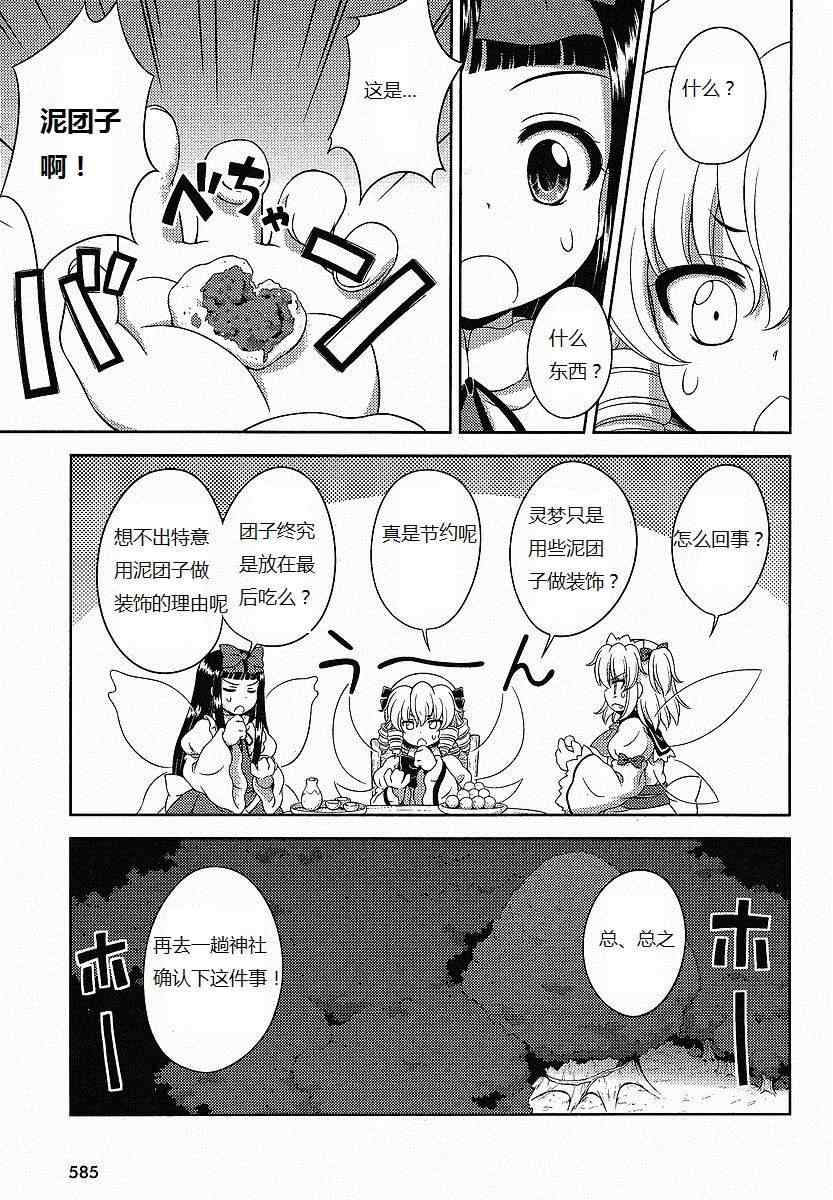 什么？
什么
东西？
这是…
泥团子
啊！
べちゃ
怎么回事？
灵梦只是
用些泥团
子做装饰？
真是节约呢
团子终究
是放在最
后吃么？
想不出特意
用泥团子做
装饰的理由呢
う～ん
总、总之
ホー
再去一趟神社
确认下这件事！
ホー
585